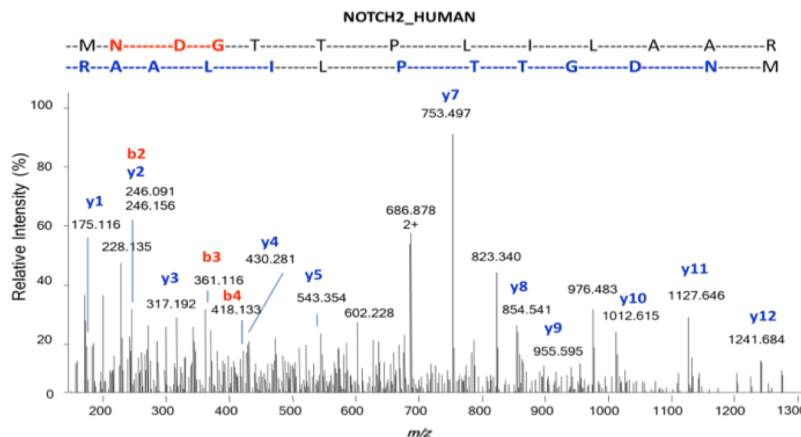 NOTCH2_HUMAN
--M-------N--------D---G------T------T-------P-------L------I------L------A-------A-------R
--R-------A-------A------L------I-------L--------P------T------T-----G-----D------N------M
y7
100
753.497
b2
80
y2
246.091
246.156
y1
686.878
2+
60
175.116
b3
y4
228.135
361.116
430.281
823.340
y11
y3
b4
y5
y8
976.483
y10
40
317.192
418.133
543.354
602.228
854.541
y9
1012.615
1127.646
y12
955.595
1241.684
20
0
Relative Intensity (%)
200 300 400 500 600 700 800 900 1000 1100 1200 1300
m/z